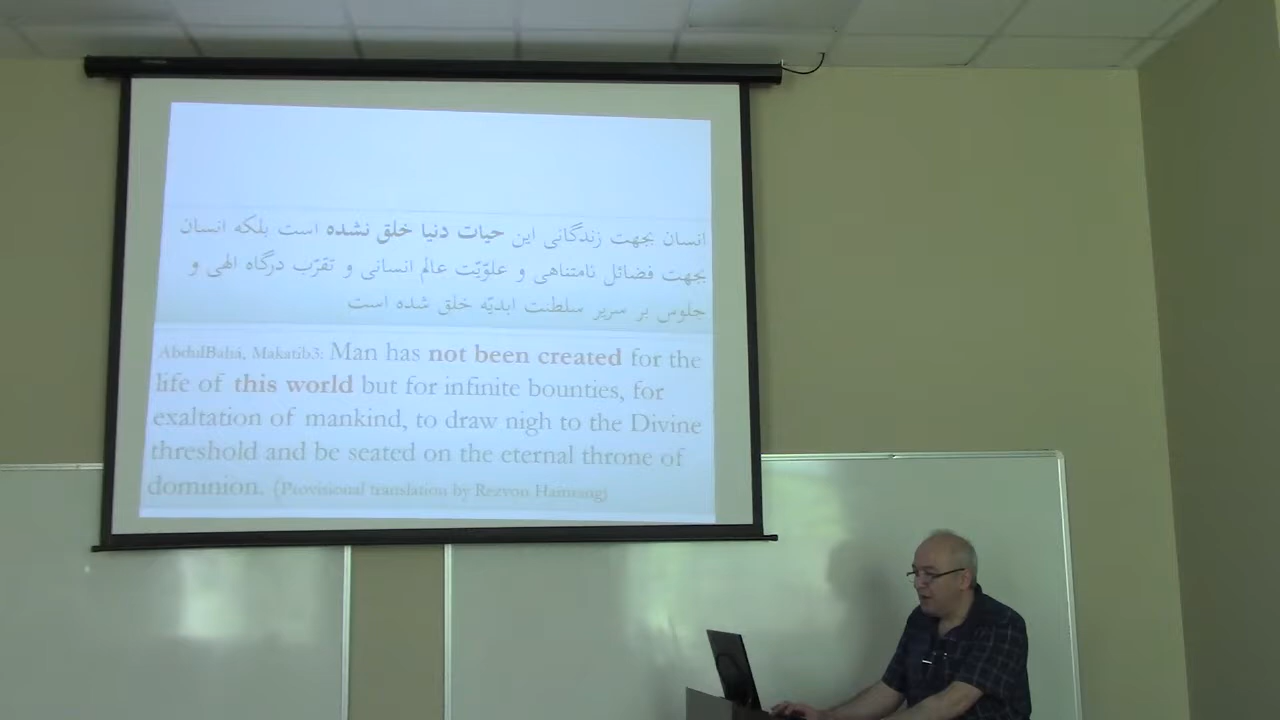 انسان بجهت زندگانی این حیات دنیا خلق نشده است بلکه انسان
بجهت فضائل نامتناهی و علوّیّت عالم انسانی و تقرّب درگاه الهی و
جلوس بر سریر سلطنت ابدیّه خلق شده است
AbdulBahá, Makatib3: Man has not been created for the
life of this world but for infinite bounties, for
exaltation of mankind, to draw nigh to the Divine
threshold and be seated on the eternal throne of
dominion. (Provisional translation by Rezvon